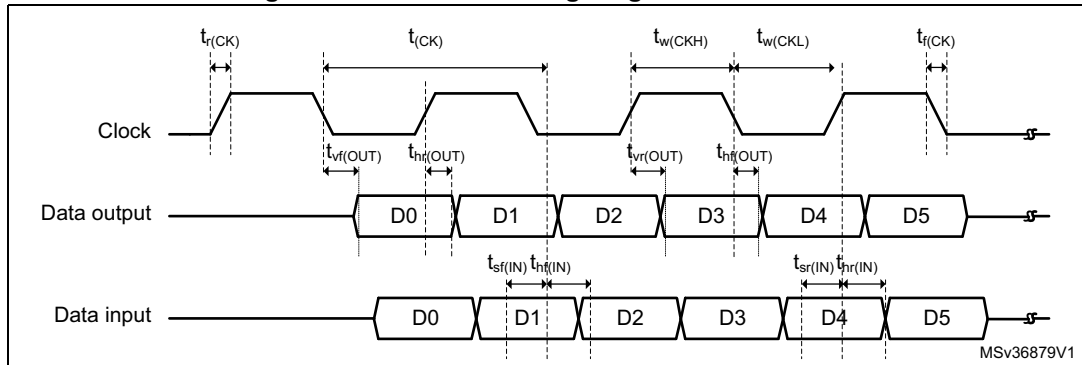 tr(CK) t(CK) tw(CKH) tw(CKL) tf(CK)
Clock
tvf(OUT) thr(OUT) tvr(OUT) thf(OUT)
Data output D0 D1 D2 D3 D4 D5
tsf(IN) thf(IN) tsr(IN) thr(IN)
Data input D0 D1 D2 D3 D4 D5
MSv36879V1